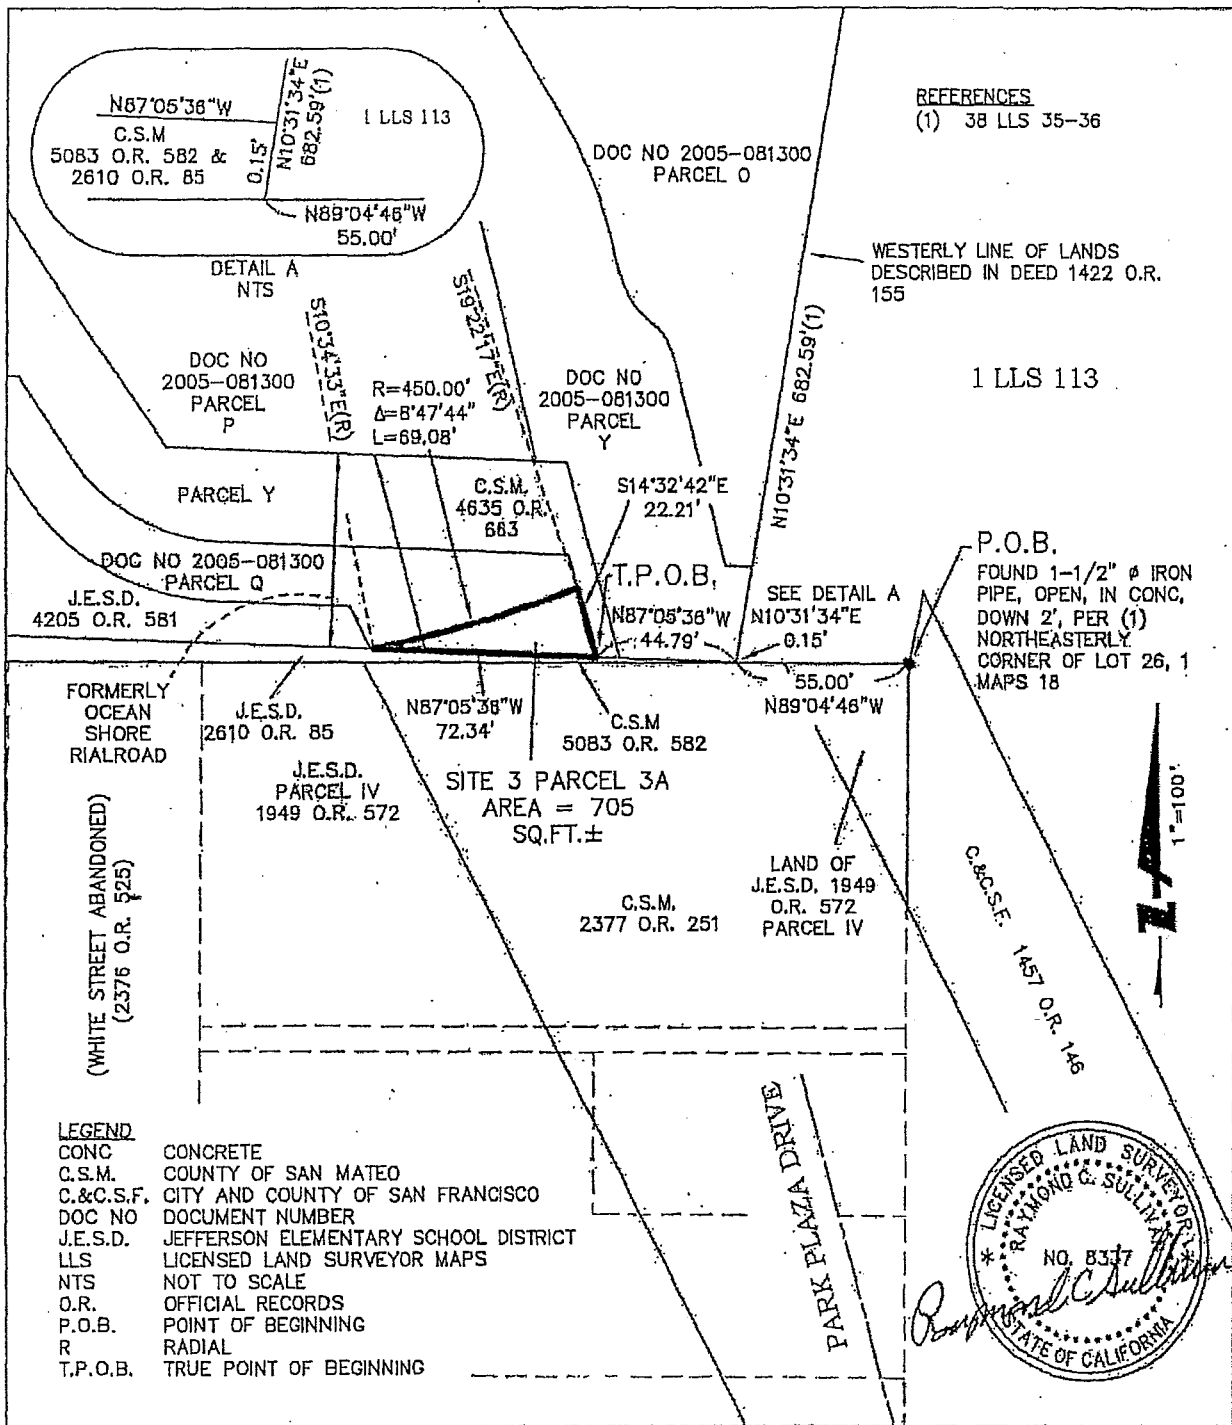 N87°05'36"W
C.S.M
5083 O.R. 582 &
2610 O.R. 85
0.15'
N10°31'34"E
682.59'(1)
1 LLS 113
N89°04'46"W
55.00'
DETAIL A
NTS
REFERENCES
(1) 38 LLS 35-36
DOC NO 2005-081300
PARCEL O
WESTERLY LINE OF LANDS
DESCRIBED IN DEED 1422 O.R.
155
1 LLS 113
N10°31'34"E 682.59'(1)
DOC NO
2005-081300
PARCEL
P
S10°34'33"E(R)
R=450.00'
Δ=8°47'44"
L=69.08'
S19°22'17"E(R)
DOC NO
2005-081300
PARCEL
Y
PARCEL Y
C.S.M.
4635 O.R.
663
S14°32'42"E
22.21'
DOC NO 2005-081300
PARCEL Q
J.E.S.D.
4205 O.R. 581
T.P.O.B.
N87°05'36"W
44.79'
SEE DETAIL A
N10°31'34"E
0.15'
P.O.B.
FOUND 1-1/2" ø IRON
PIPE, OPEN, IN CONC,
DOWN 2', PER (1)
NORTHEASTERLY
CORNER OF LOT 26, 1
MAPS 18
55.00'
N89°04'46"W
FORMERLY
OCEAN
SHORE
RIALROAD
J.E.S.D.
2610 O.R. 85
N87°05'36"W
72.34'
C.S.M
5083 O.R. 582
J.E.S.D.
PARCEL IV
1949 O.R. 572
SITE 3 PARCEL 3A
AREA = 705
SQ.FT.±
(WHITE STREET ABANDONED)
(2376 O.R. 525)
C.S.M.
2377 O.R. 251
LAND OF
J.E.S.D. 1949
O.R. 572
PARCEL IV
C.&C.S.F. 1457 O.R. 146
1"=100'
PARK PLAZA DRIVE
LEGEND
CONC CONCRETE
C.S.M. COUNTY OF SAN MATEO
C.&C.S.F. CITY AND COUNTY OF SAN FRANCISCO
DOC NO DOCUMENT NUMBER
J.E.S.D. JEFFERSON ELEMENTARY SCHOOL DISTRICT
LLS LICENSED LAND SURVEYOR MAPS
NTS NOT TO SCALE
O.R. OFFICIAL RECORDS
P.O.B. POINT OF BEGINNING
R RADIAL
T.P.O.B. TRUE POINT OF BEGINNING
LICENSED LAND SURVEYOR
RAYMOND C. SULLIVAN
NO. 8337
STATE OF CALIFORNIA
Raymond C Sullivan